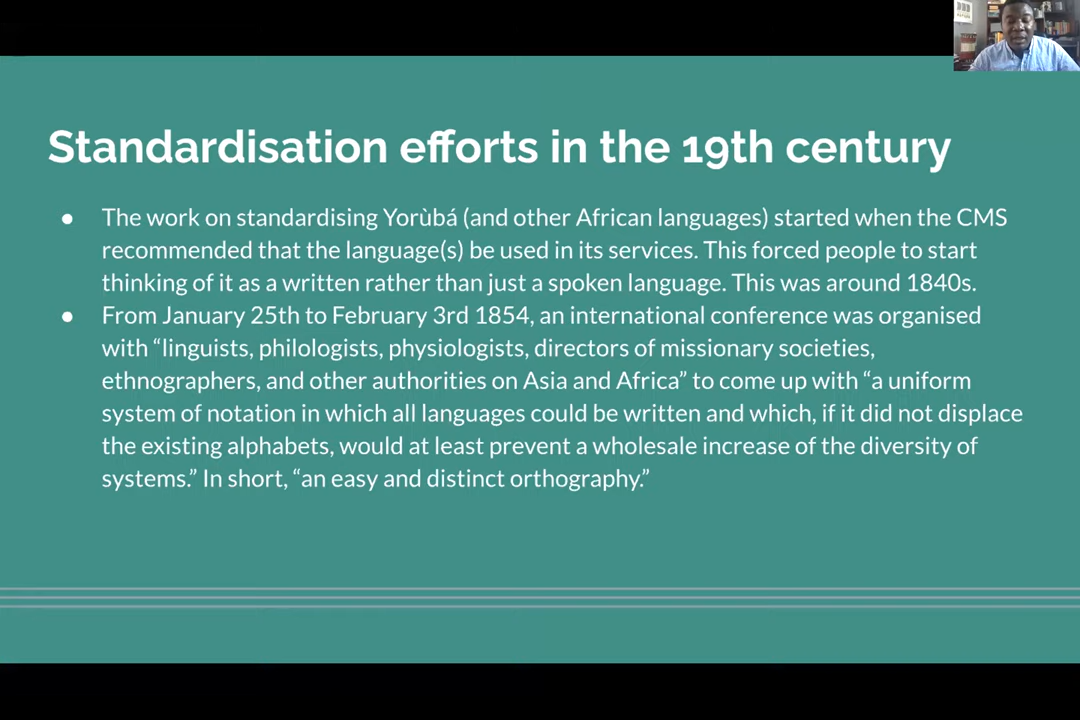 Standardisation efforts in the 19th century
● The work on standardising Yorùbá (and other African languages) started when the CMS
recommended that the language(s) be used in its services. This forced people to start
thinking of it as a written rather than just a spoken language. This was around 1840s.
● From January 25th to February 3rd 1854, an international conference was organised
with “linguists, philologists, physiologists, directors of missionary societies,
ethnographers, and other authorities on Asia and Africa” to come up with “a uniform
system of notation in which all languages could be written and which, if it did not displace
the existing alphabets, would at least prevent a wholesale increase of the diversity of
systems.” In short, “an easy and distinct orthography.”